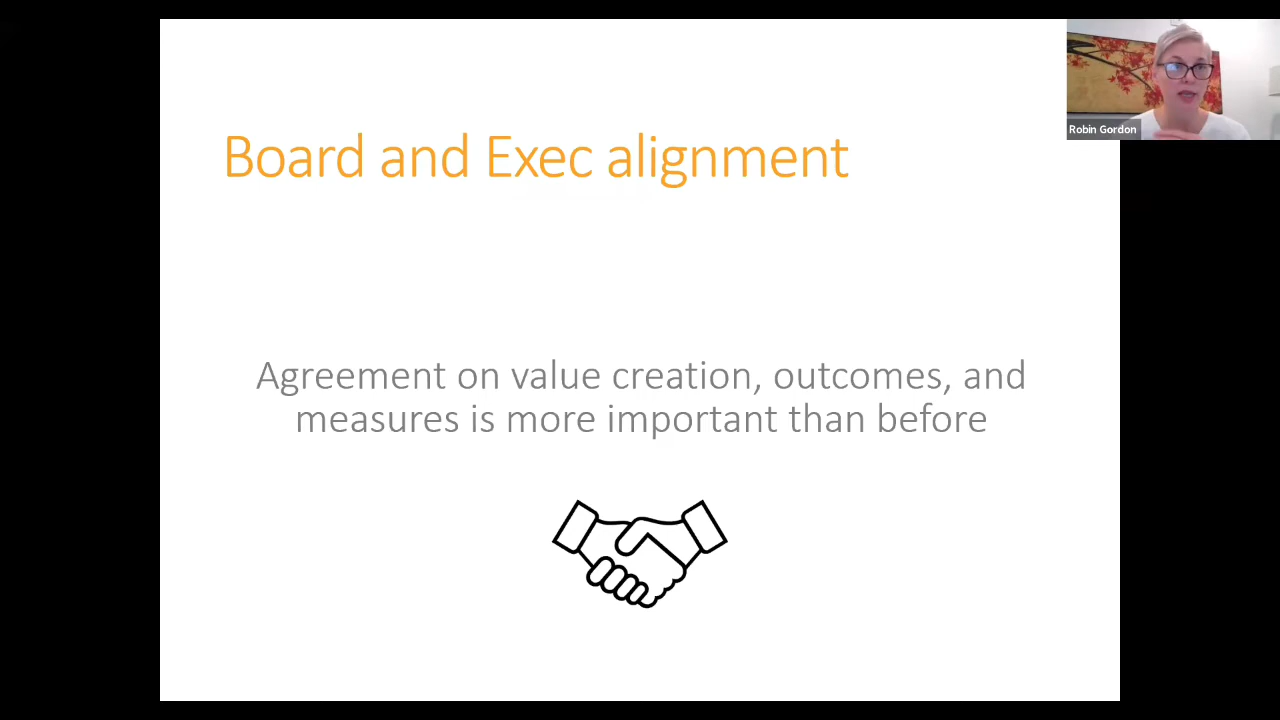 Board and Exec alignment
Robin Gordon
Agreement on value creation, outcomes, and
measures is more important than before